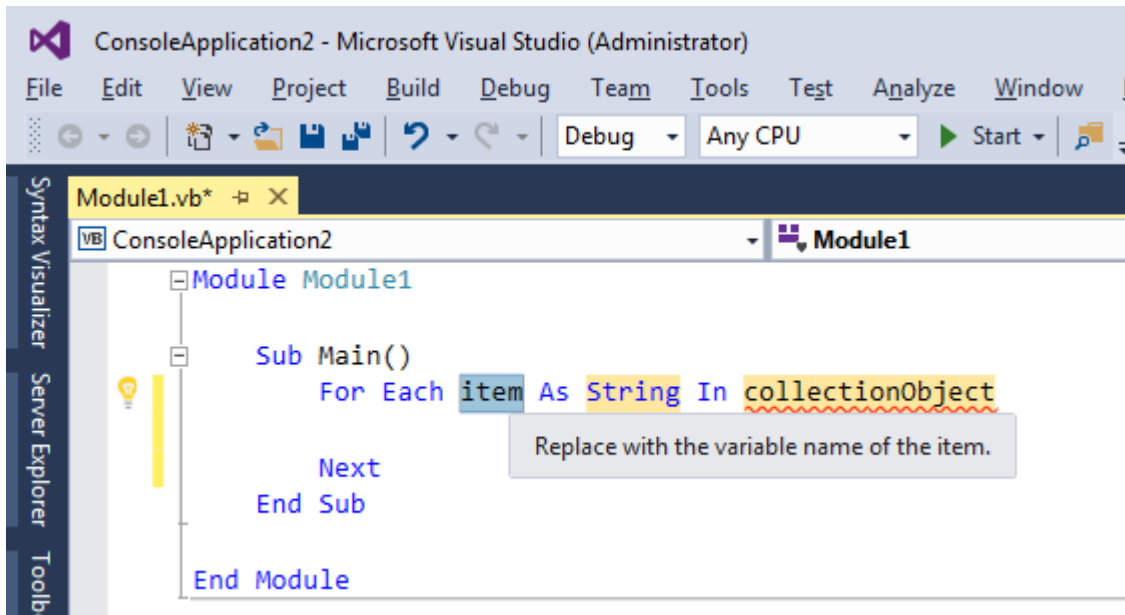 ConsoleApplication2 - Microsoft Visual Studio (Administrator)
File Edit View Project Build Debug Team Tools Test Analyze Window
Debug Any CPU Start
Module1.vb*
VB ConsoleApplication2 Module1
Syntax Visualizer
Server Explorer
Toolb
Module Module1
Sub Main()
For Each item As String In collectionObject
Replace with the variable name of the item.
Next
End Sub
End Module